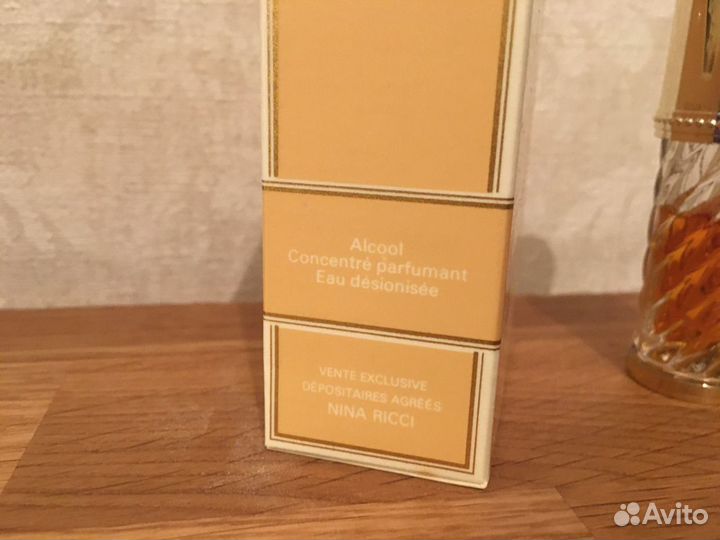 Alcool
Concentré parfumant
Eau désionisée
VENTE EXCLUSIVE
DÉPOSITAIRES AGRÉÉS
NINA RICCI
Avito